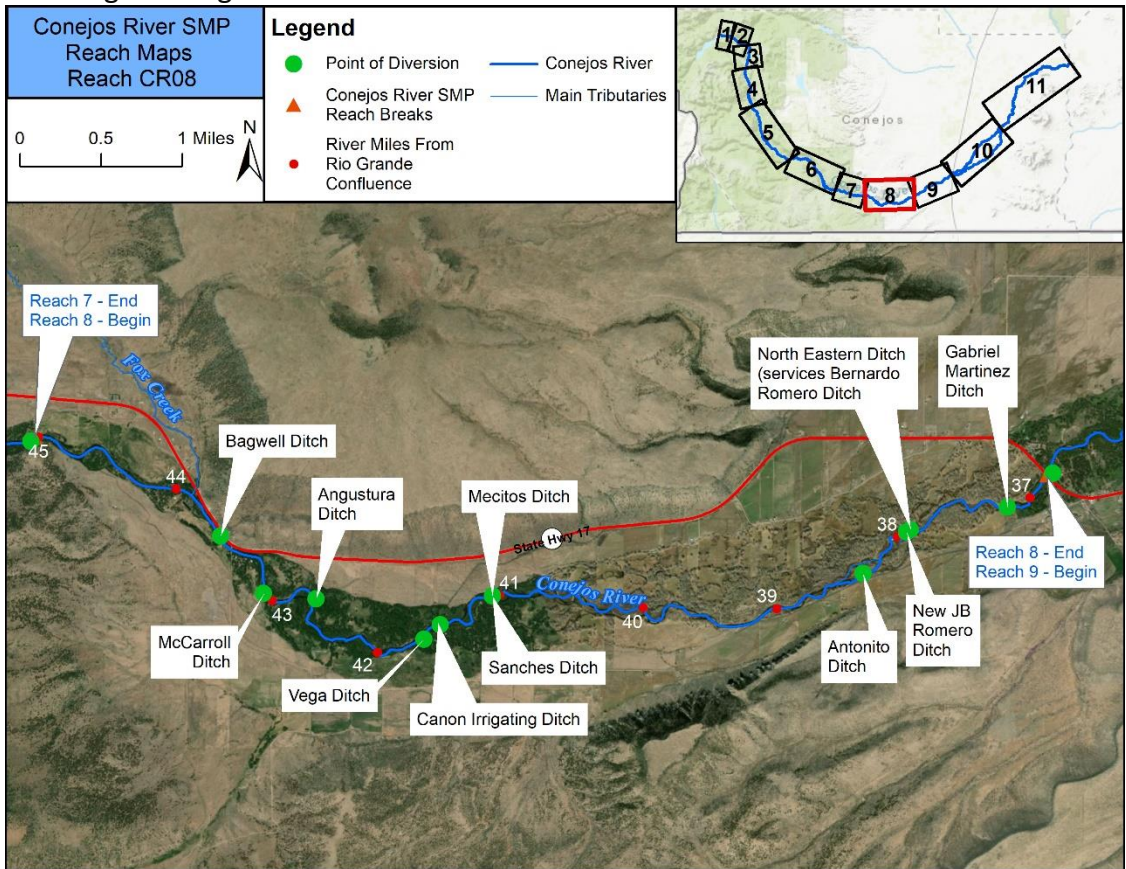 Conejos River SMP
Reach Maps
Reach CR08
0 0.5 1 Miles
N
Legend
Point of Diversion
Conejos River SMP
Reach Breaks
River Miles From
Rio Grande
Confluence
Conejos River
Main Tributaries
1
2
3
4
5
6
7
8
9
10
11
Conejos
Reach 7 - End
Reach 8 - Begin
Fox Creek
45
44
Bagwell Ditch
Angustura
Ditch
Mecitos Ditch
State Hwy 17
North Eastern Ditch
(services Bernardo
Romero Ditch
Gabriel
Martinez
Ditch
McCarroll
Ditch
43
42
Vega Ditch
Canon Irrigating Ditch
41
Sanches Ditch
Conejos River
40
39
38
37
Antonito
Ditch
New JB
Romero
Ditch
Reach 8 - End
Reach 9 - Begin